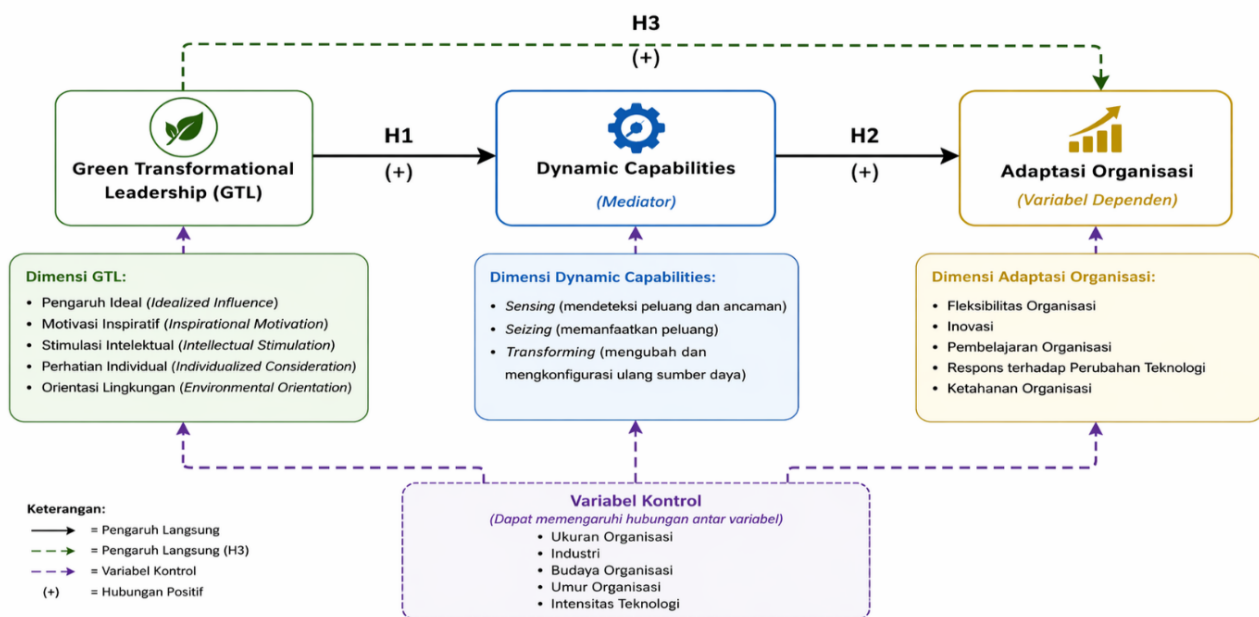 H3
(+)
Green Transformational
Leadership (GTL)
H1
(+)
Dynamic Capabilities
(Mediator)
H2
(+)
Adaptasi Organisasi
(Variabel Dependen)
Dimensi GTL:
• Pengaruh Ideal (Idealized Influence)
• Motivasi Inspiratif (Inspirational Motivation)
• Stimulasi Intelektual (Intellectual Stimulation)
• Perhatian Individual (Individualized Consideration)
• Orientasi Lingkungan (Environmental Orientation)
Dimensi Dynamic Capabilities:
• Sensing (mendeteksi peluang dan ancaman)
• Seizing (memanfaatkan peluang)
• Transforming (mengubah dan
mengkonfigurasi ulang sumber daya)
Dimensi Adaptasi Organisasi:
• Fleksibilitas Organisasi
• Inovasi
• Pembelajaran Organisasi
• Respons terhadap Perubahan Teknologi
• Ketahanan Organisasi
Variabel Kontrol
(Dapat memengaruhi hubungan antar variabel)
• Ukuran Organisasi
• Industri
• Budaya Organisasi
• Umur Organisasi
• Intensitas Teknologi
Keterangan:
= Pengaruh Langsung
= Pengaruh Langsung (H3)
= Variabel Kontrol
(+) = Hubungan Positif